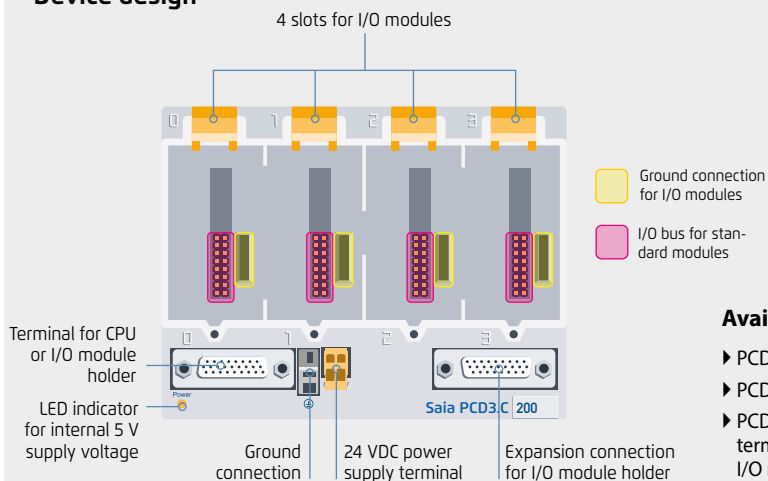 Device design
4 slots for I/O modules
0 1 2 3
Ground connection
for I/O modules
I/O bus for stan-
dard modules
0 1 2 3
Terminal for CPU
or I/O module
holder
Power
LED indicator
for internal 5 V
supply voltage
Saia PCD3.C 200
Ground
connection
24 VDC power
supply terminal
Expansion connection
for I/O module holder
Avai
PCD
PCD
PCD
term
I/O